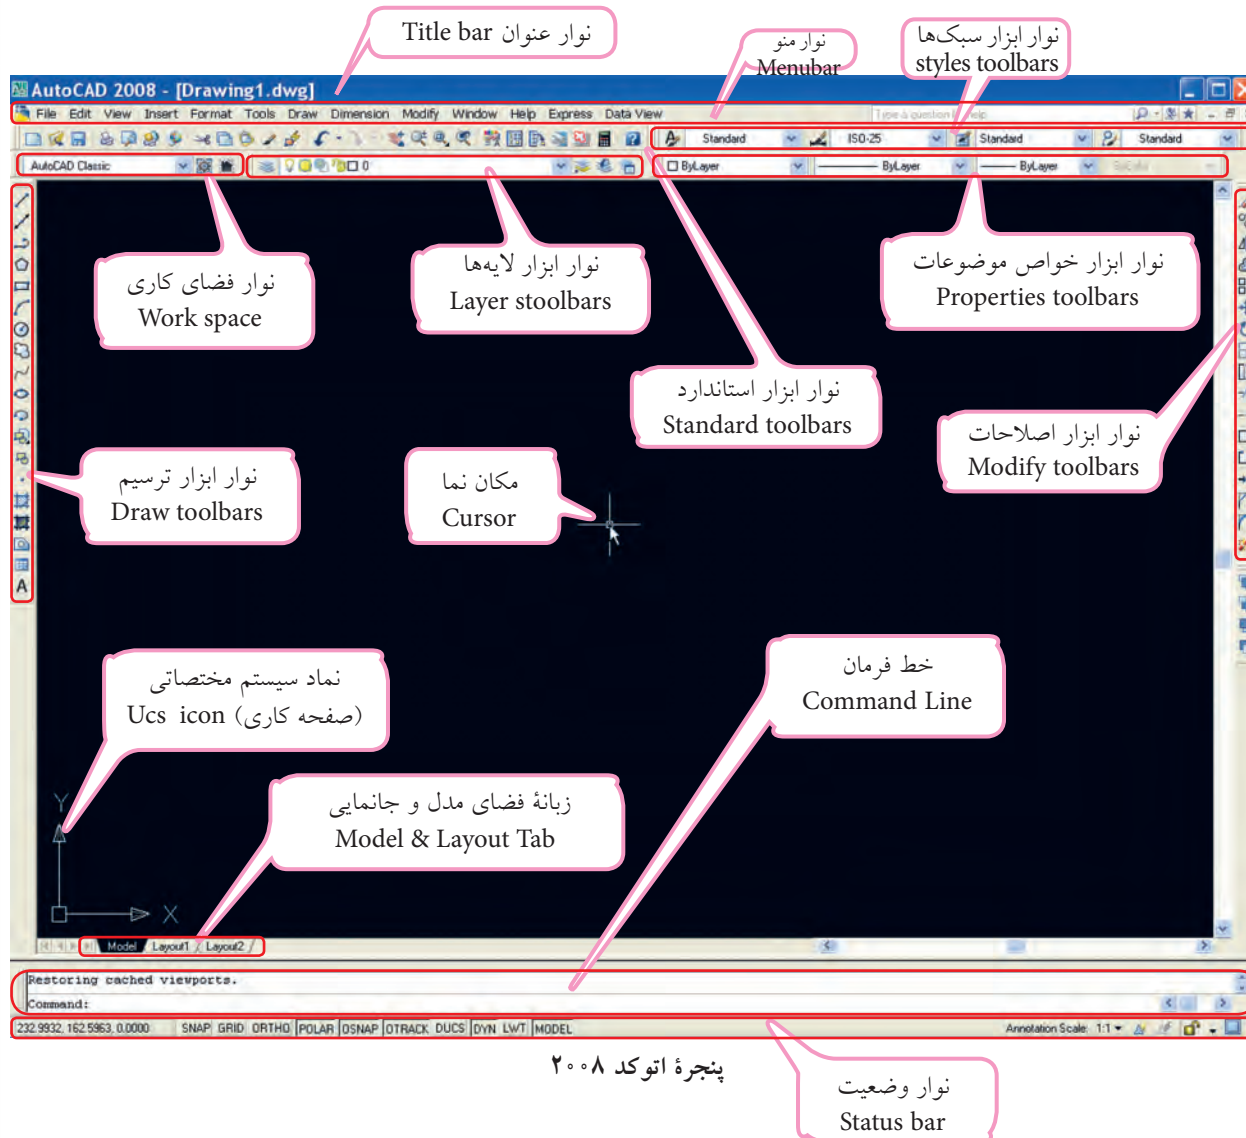 نوار عنوان Title bar
نوار منو
Menubar
نوار ابزار سبک‌ها
styles toolbars
AutoCAD 2008 - [Drawing1.dwg]
File Edit View Insert Format Tools Draw Dimension Modify Window Help Express Data View
Type a question for help
Standard ISO-25 Standard Standard
AutoCAD Classic 0 ByLayer ByLayer ByLayer ByColor
نوار فضای کاری
Work space
نوار ابزار لایه‌ها
Layer stoolbars
نوار ابزار خواص موضوعات
Properties toolbars
نوار ابزار استاندارد
Standard toolbars
نوار ابزار اصلاحات
Modify toolbars
نوار ابزار ترسیم
Draw toolbars
مکان نما
Cursor
A
نماد سیستم مختصاتی
(صفحه کاری) Ucs icon
خط فرمان
Command Line
زبانهٔ فضای مدل و جانمایی
Model & Layout Tab
Y
X
Model Layout1 Layout2
Restoring cached viewports.
Command:
232.9932, 162.5963, 0.0000 SNAP GRID ORTHO POLAR OSNAP OTRACK DUCS DYN LWT MODEL Annotation Scale: 1:1
پنجرهٔ اتوکد ۲۰۰۸
نوار وضعیت
Status bar